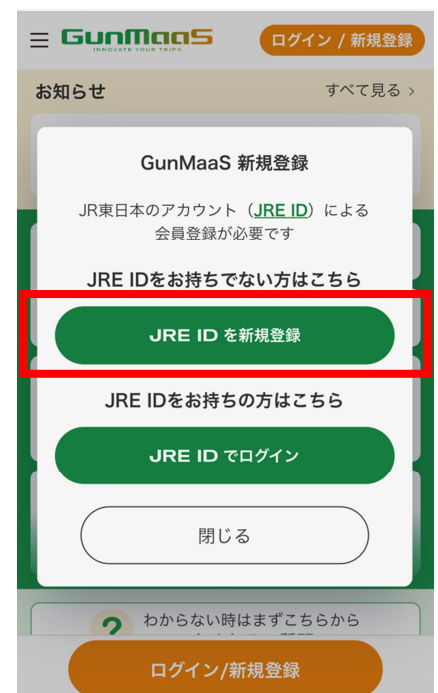 GunMaaS
INNOVATE YOUR TRIPS
ログイン / 新規登録
お知らせ
すべて見る
GunMaaS 新規登録
JR東日本のアカウント（JRE ID）による
会員登録が必要です
JRE IDをお持ちでない方はこちら
JRE ID を新規登録
JRE IDをお持ちの方はこちら
JRE ID でログイン
閉じる
?
わからない時はまずこちらから
ログイン/新規登録